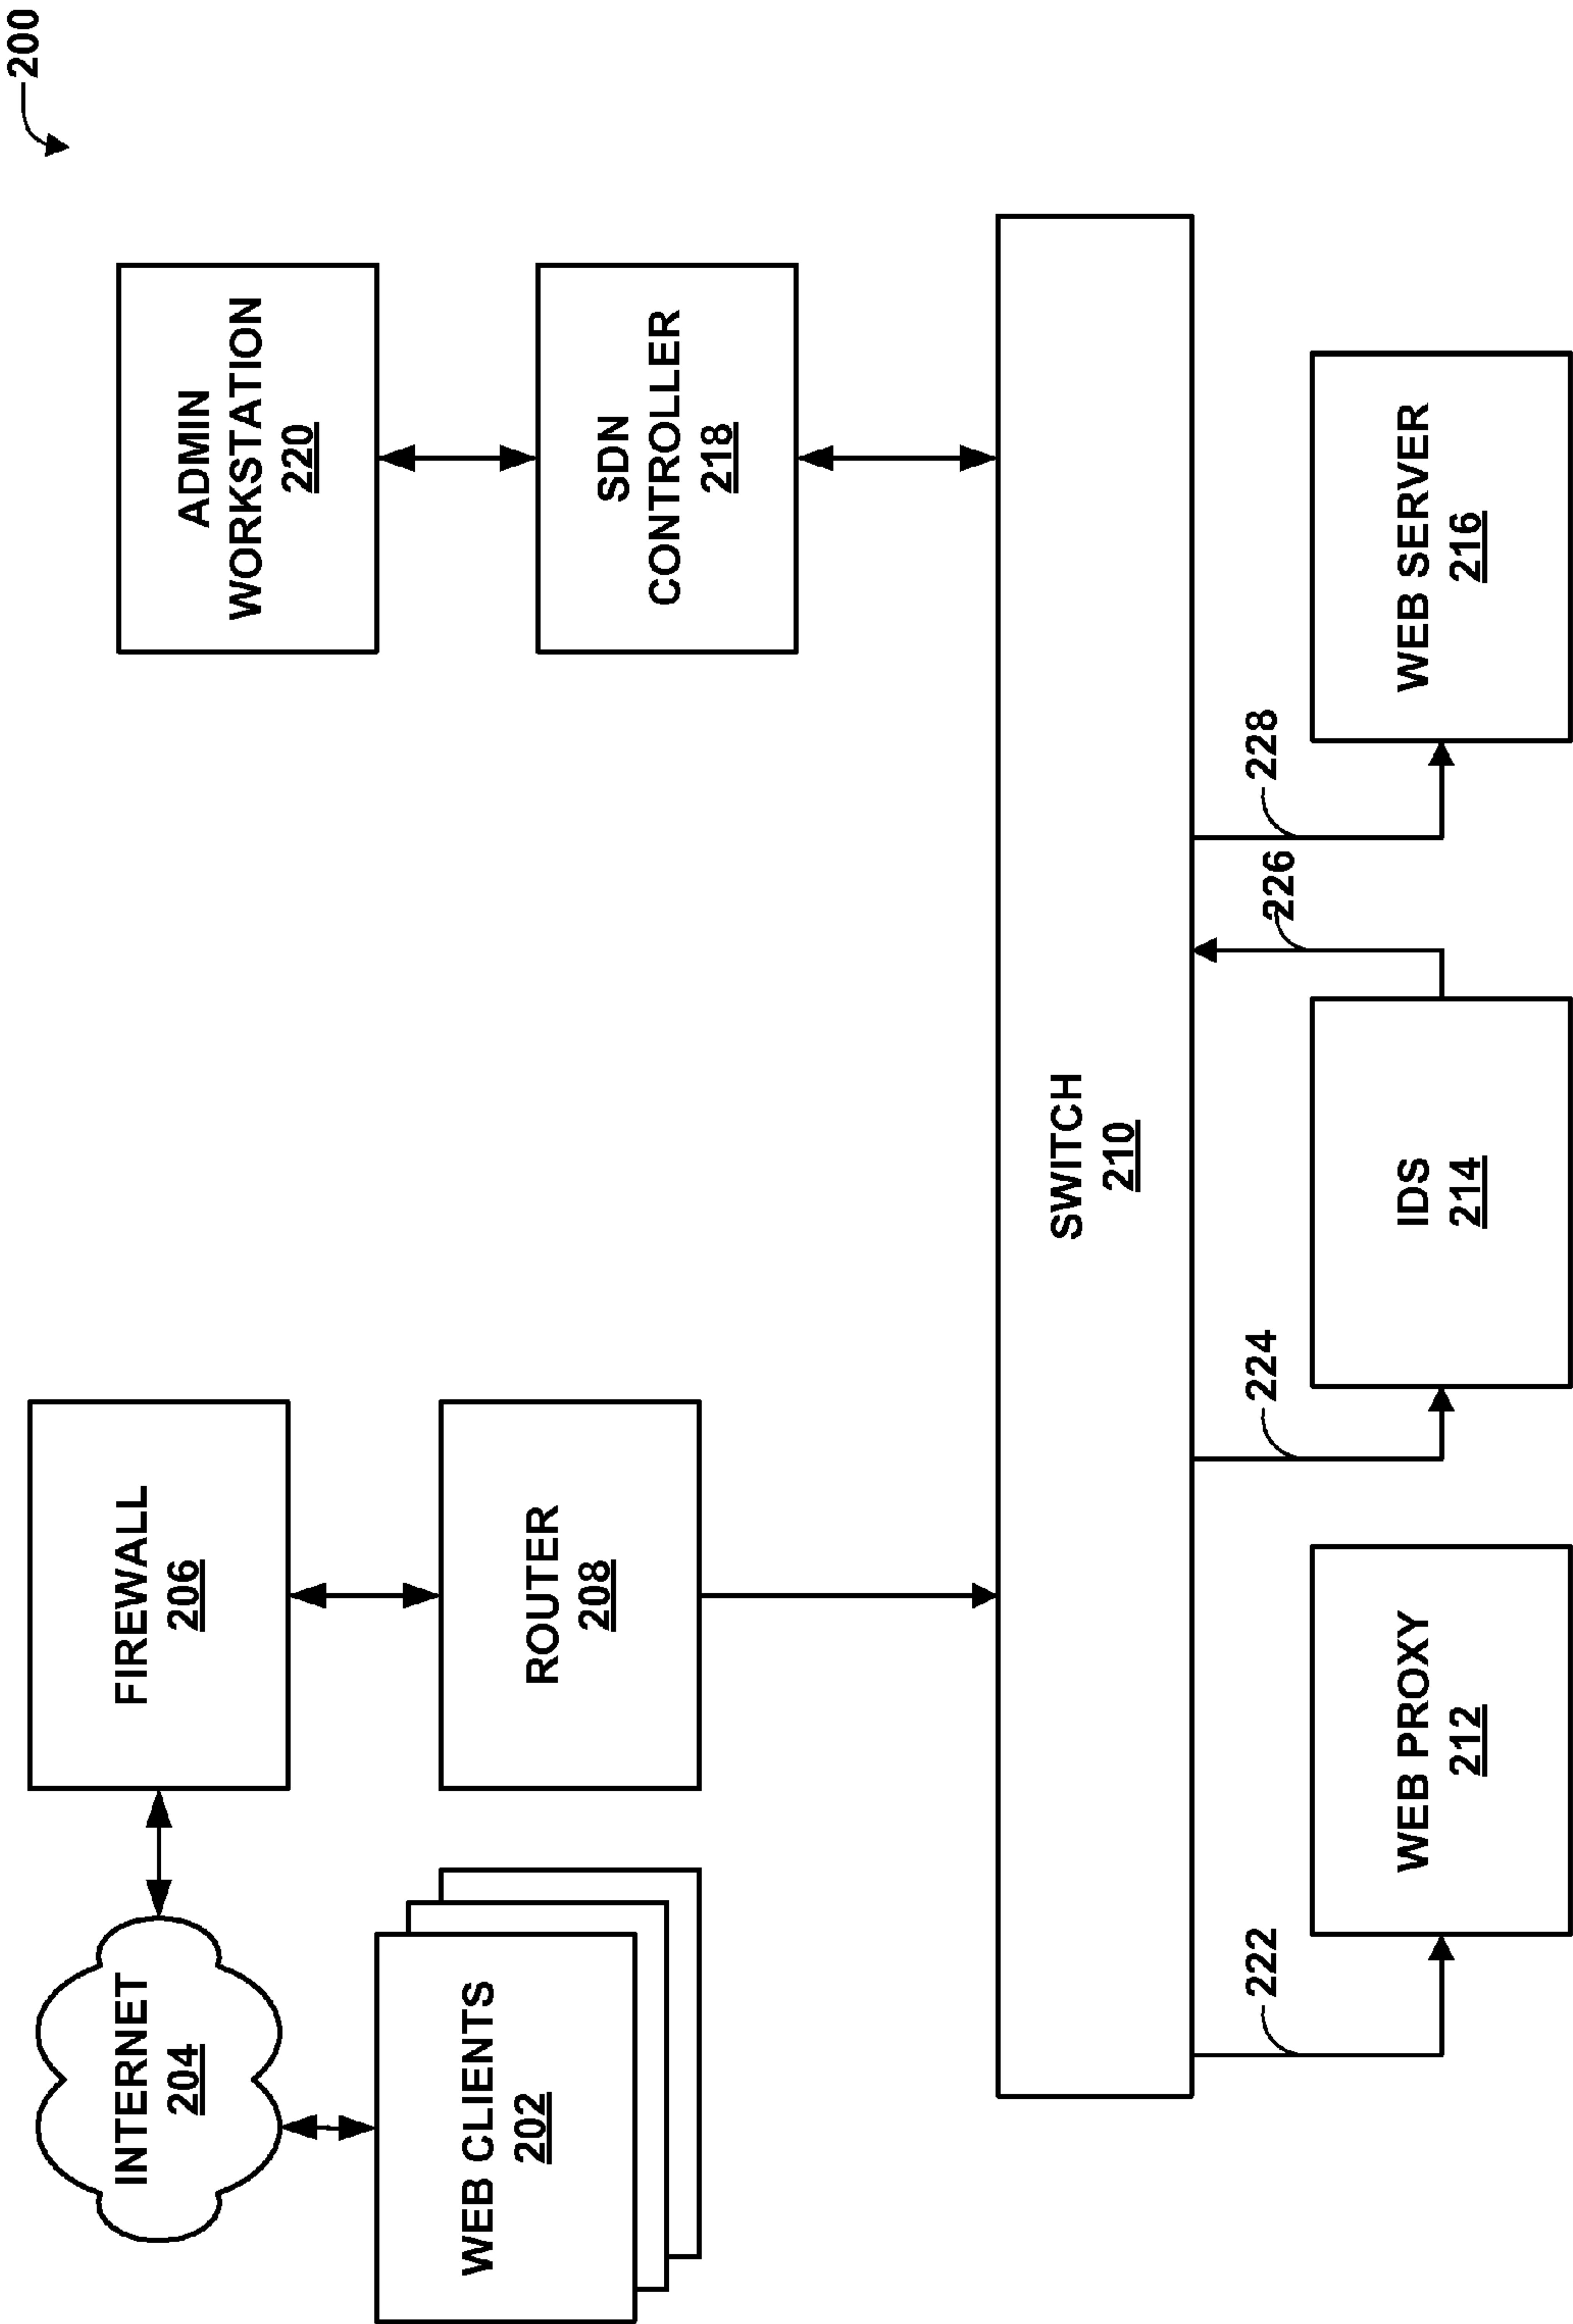 200
INTERNET
204
FIREWALL
206
ADMIN
WORKSTATION
220
WEB CLIENTS
202
ROUTER
208
SDN
CONTROLLER
218
SWITCH
210
222
224
226
228
WEB PROXY
212
IDS
214
WEB SERVER
216